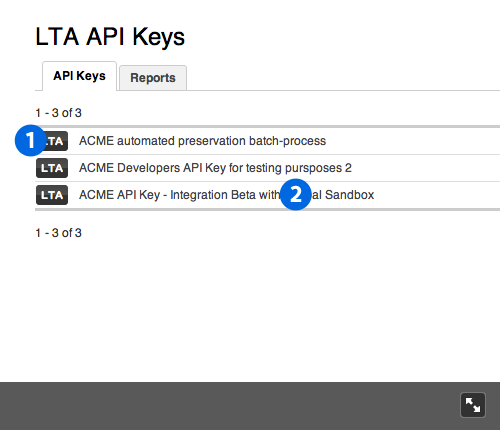 LTA API Keys
API Keys Reports
1 - 3 of 3
1 LTA ACME automated preservation batch-process
LTA ACME Developers API Key for testing pursposes 2
LTA ACME API Key - Integration Beta with 2 Sandbox
1 - 3 of 3